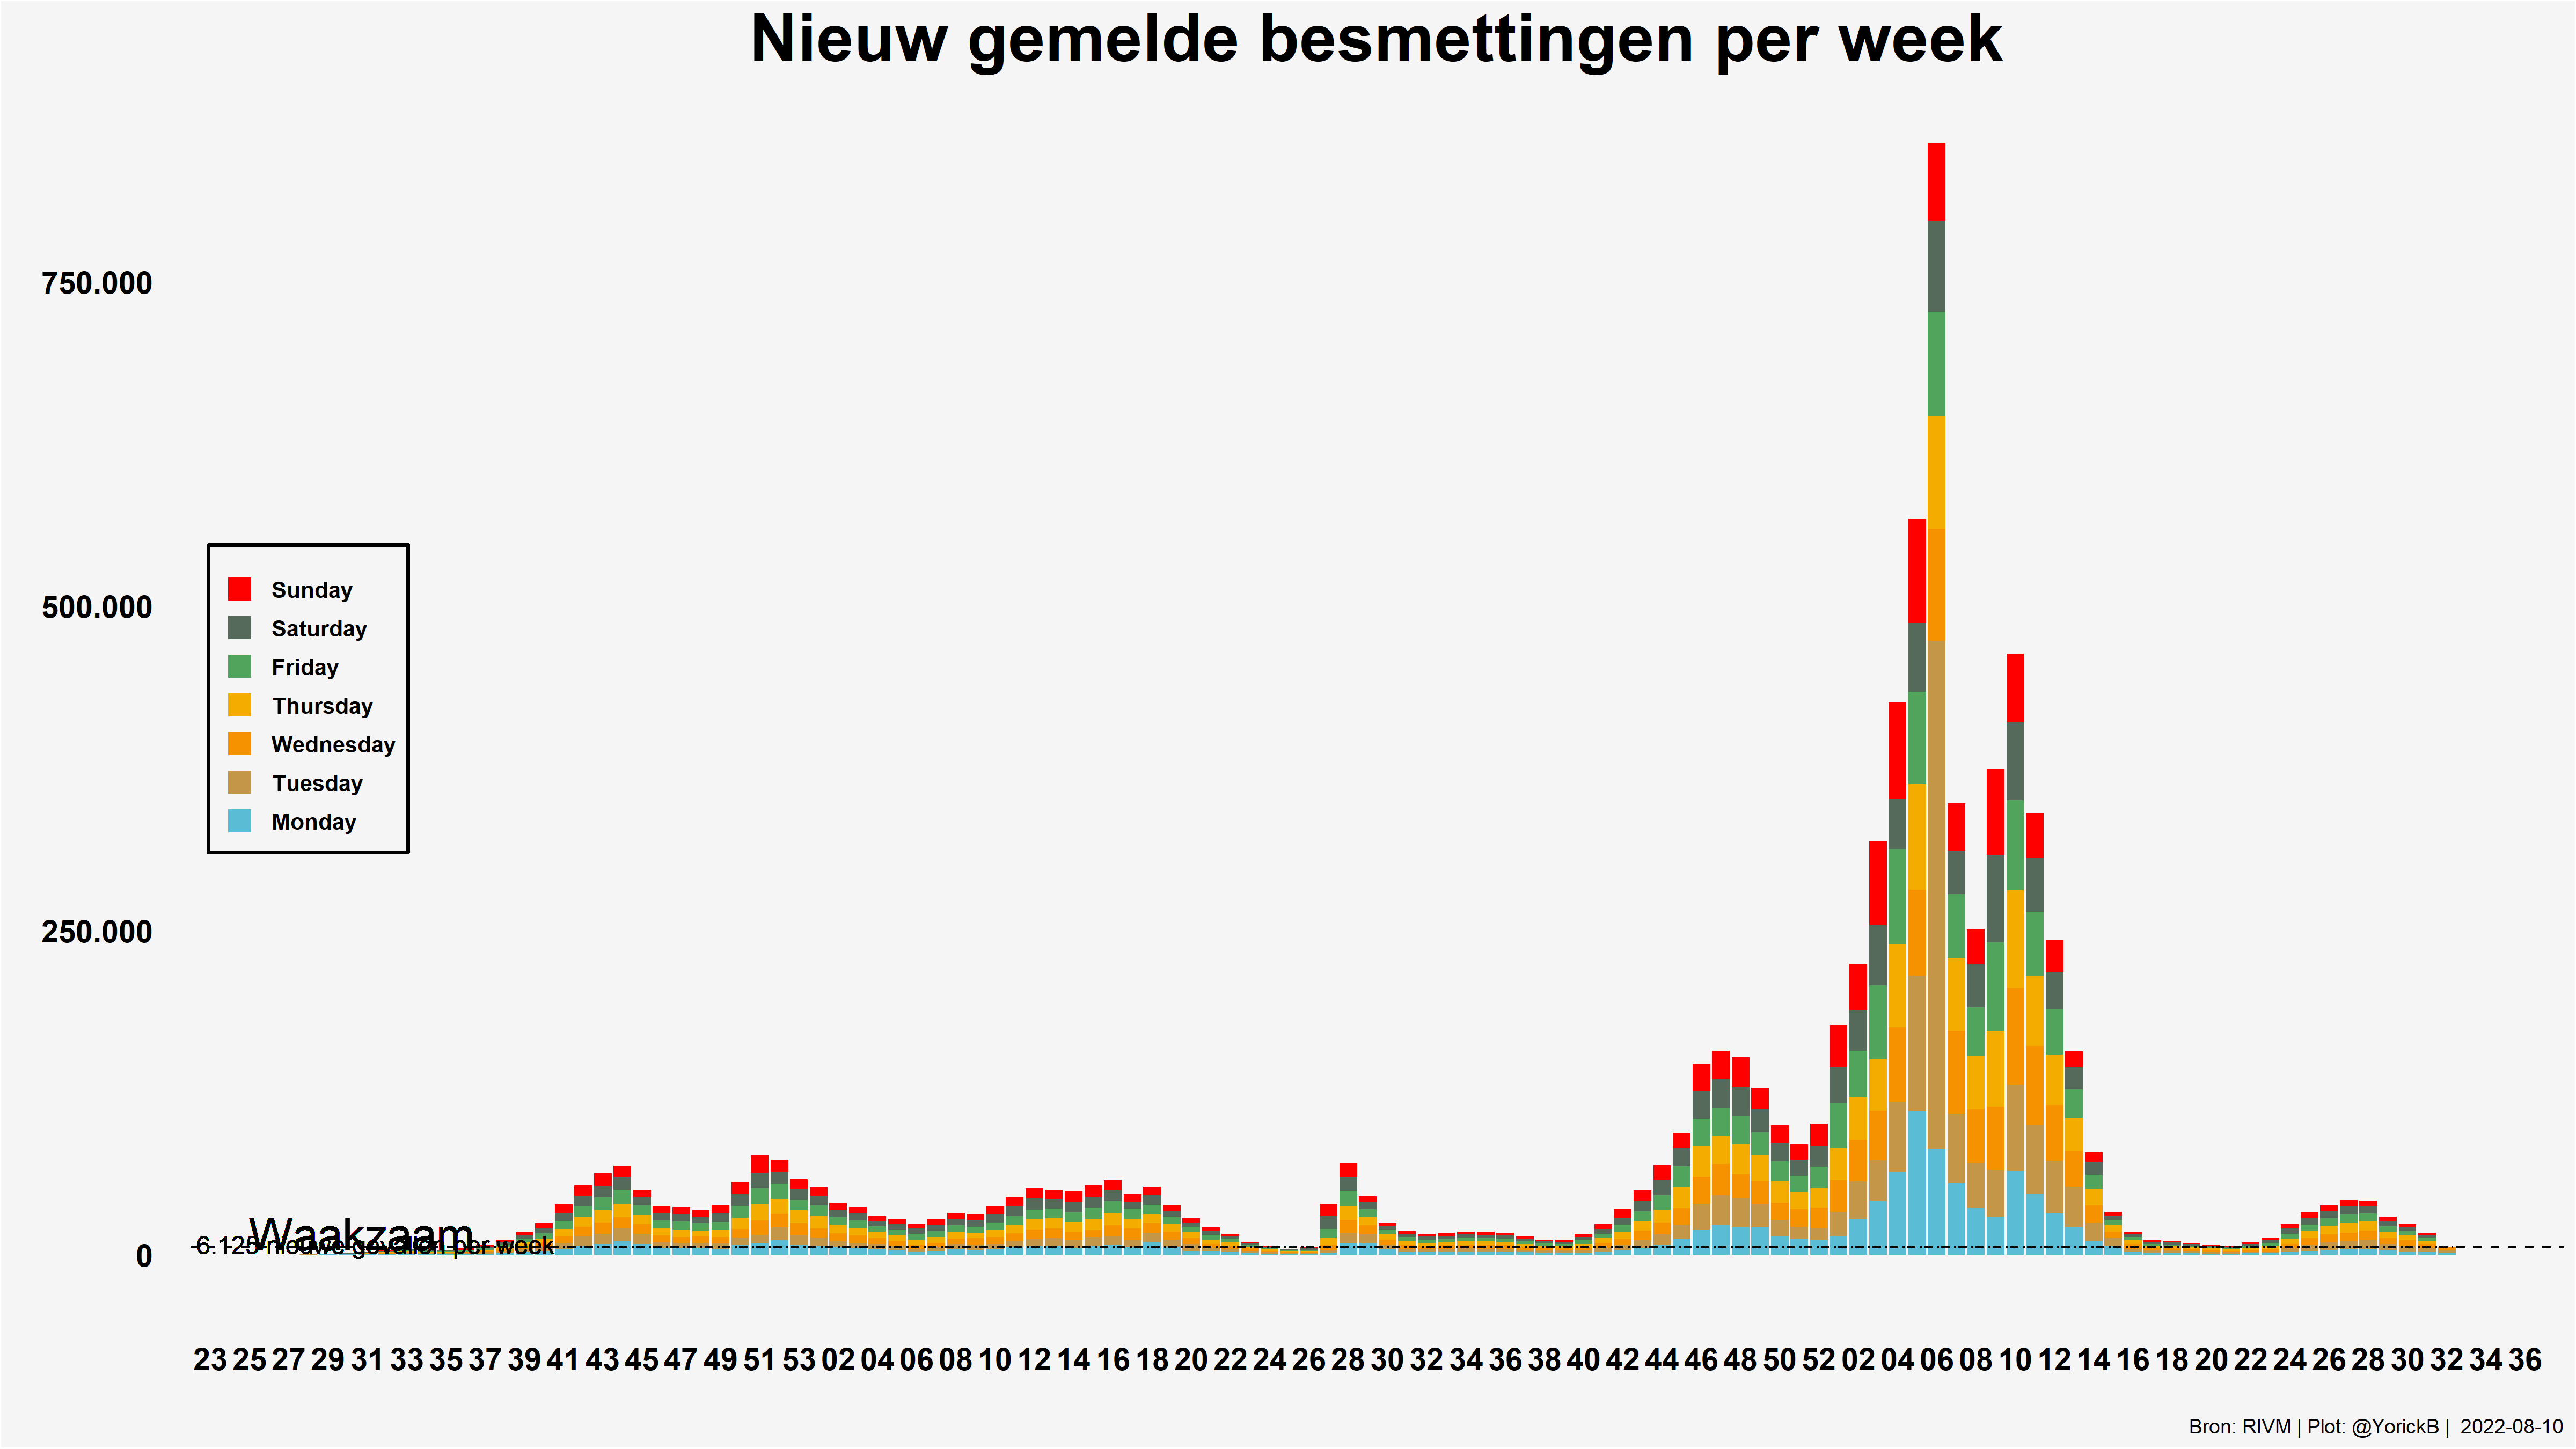 Nieuw gemelde besmettingen per week
750.000
500.000
250.000
0
Sunday
Saturday
Friday
Thursday
Wednesday
Tuesday
Monday
Waakzaam
6.125 nieuwe gevallen per week
23 25 27 29 31 33 35 37 39 41 43 45 47 49 51 53 02 04 06 08 10 12 14 16 18 20 22 24 26 28 30 32 34 36 38 40 42 44 46 48 50 52 02 04 06 08 10 12 14 16 18 20 22 24 26 28 30 32 34 36
Bron: RIVM | Plot: @YorickB | 2022-08-10